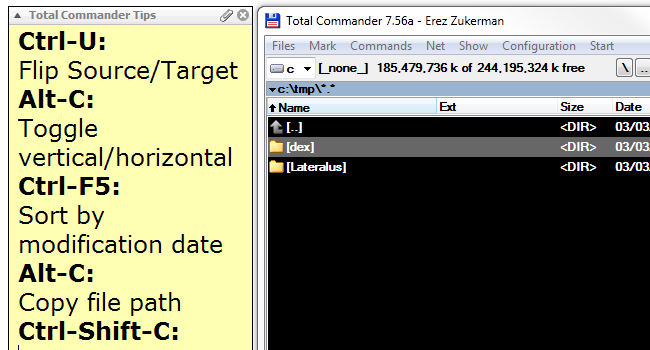 Total Commander Tips
Ctrl-U:
Flip Source/Target
Alt-C:
Toggle
vertical/horizontal
Ctrl-F5:
Sort by
modification date
Alt-C:
Copy file path
Ctrl-Shift-C:
Total Commander 7.56a - Erez Zukerman
Files Mark Commands Net Show Configuration Start
c [_none_] 185,479,736 k of 244,195,324 k free \ ..
c:\tmp\*.*
Name Ext Size Date
[..] <DIR> 03/03
[dex] <DIR> 03/03
[Lateralus] <DIR> 03/03